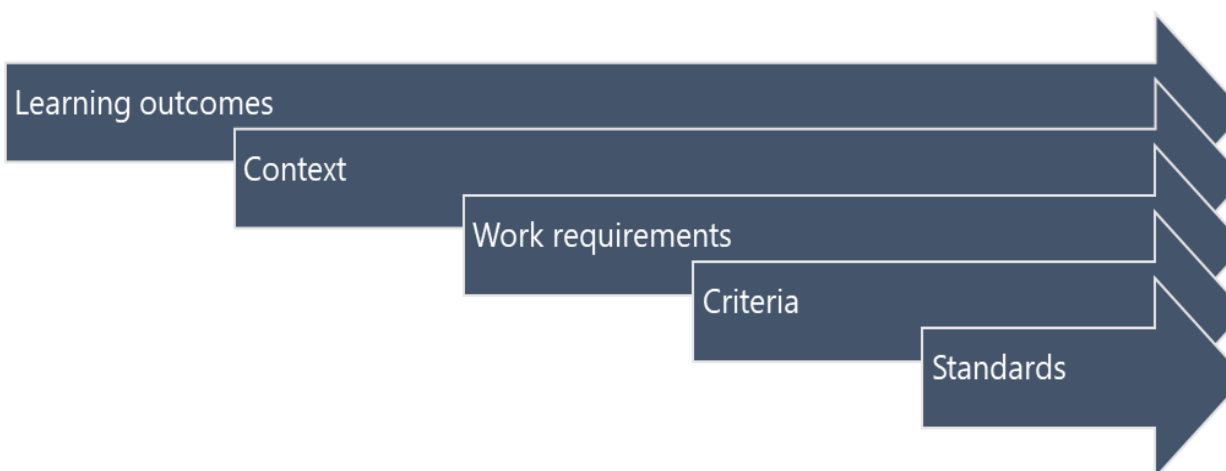 Learning outcomes
Context
Work requirements
Criteria
Standards